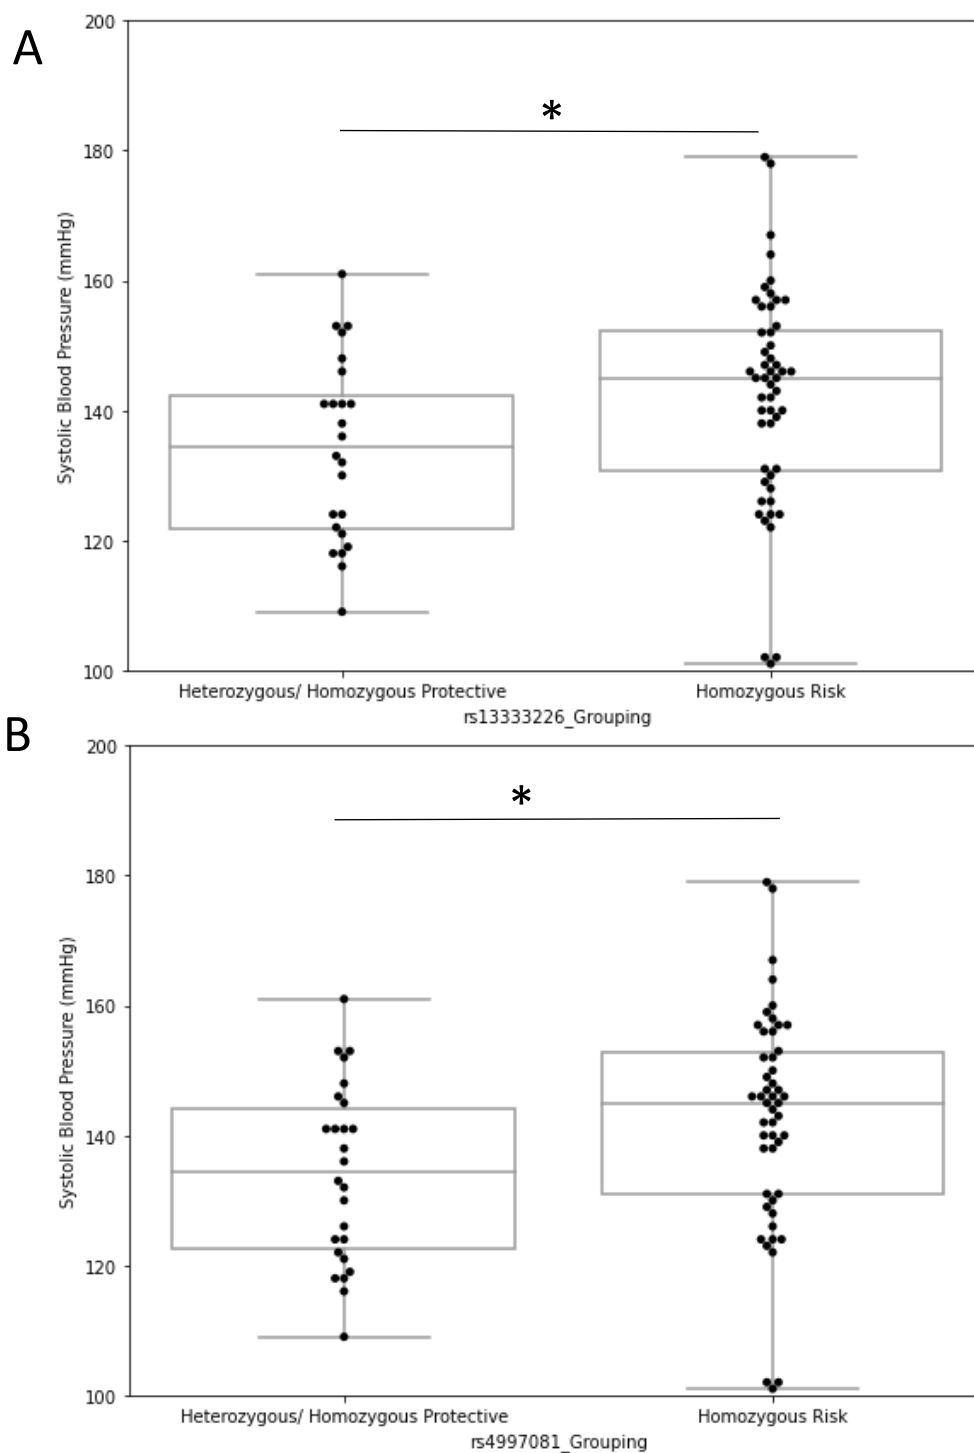 A
200
*
180
160
140
120
100
Systolic Blood Pressure (mmHg)
Heterozygous/ Homozygous Protective
Homozygous Risk
rs13333226_Grouping
B
200
*
180
160
140
120
100
Systolic Blood Pressure (mmHg)
Heterozygous/ Homozygous Protective
Homozygous Risk
rs4997081_Grouping